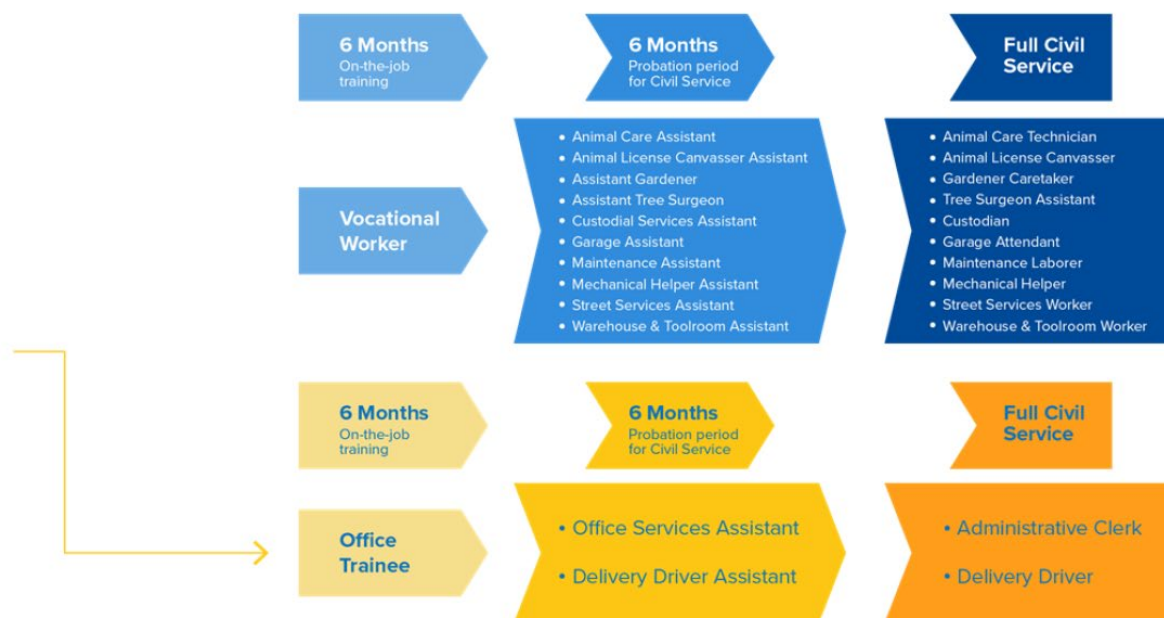 6 Months
On-the-job
training
6 Months
Probation period
for Civil Service
Full Civil
Service
Vocational
Worker
• Animal Care Assistant
• Animal License Canvasser Assistant
• Assistant Gardener
• Assistant Tree Surgeon
• Custodial Services Assistant
• Garage Assistant
• Maintenance Assistant
• Mechanical Helper Assistant
• Street Services Assistant
• Warehouse & Toolroom Assistant
• Animal Care Technician
• Animal License Canvasser
• Gardener Caretaker
• Tree Surgeon Assistant
• Custodian
• Garage Attendant
• Maintenance Laborer
• Mechanical Helper
• Street Services Worker
• Warehouse & Toolroom Worker
6 Months
On-the-job
training
6 Months
Probation period
for Civil Service
Full Civil
Service
Office
Trainee
• Office Services Assistant
• Delivery Driver Assistant
• Administrative Clerk
• Delivery Driver